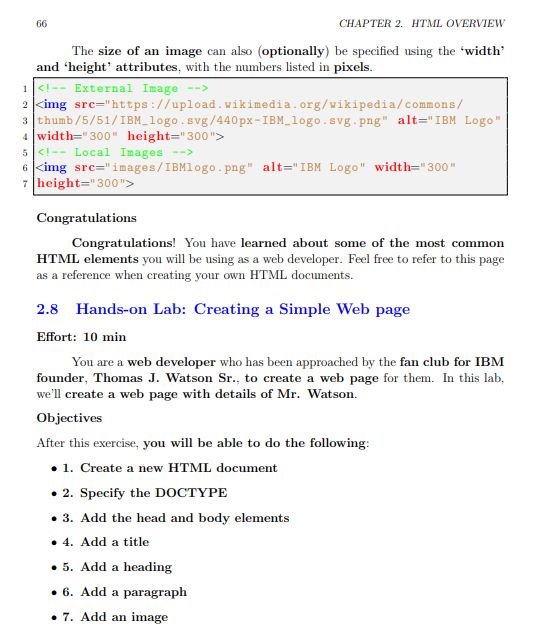 66 CHAPTER 2. HTML OVERVIEW
The size of an image can also (optionally) be specified using the ‘width’
and ‘height’ attributes, with the numbers listed in pixels.
1 <!-- External Image -->
2 <img src="https://upload.wikimedia.org/wikipedia/commons/
3 thumb/5/51/IBM_logo.svg/440px-IBM_logo.svg.png" alt="IBM Logo"
4 width="300" height="300">
5 <!-- Local Images -->
6 <img src="images/IBMlogo.png" alt="IBM Logo" width="300"
7 height="300">
Congratulations
Congratulations! You have learned about some of the most common
HTML elements you will be using as a web developer. Feel free to refer to this page
as a reference when creating your own HTML documents.
2.8 Hands-on Lab: Creating a Simple Web page
Effort: 10 min
You are a web developer who has been approached by the fan club for IBM
founder, Thomas J. Watson Sr., to create a web page for them. In this lab,
we’ll create a web page with details of Mr. Watson.
Objectives
After this exercise, you will be able to do the following:
• 1. Create a new HTML document
• 2. Specify the DOCTYPE
• 3. Add the head and body elements
• 4. Add a title
• 5. Add a heading
• 6. Add a paragraph
• 7. Add an image